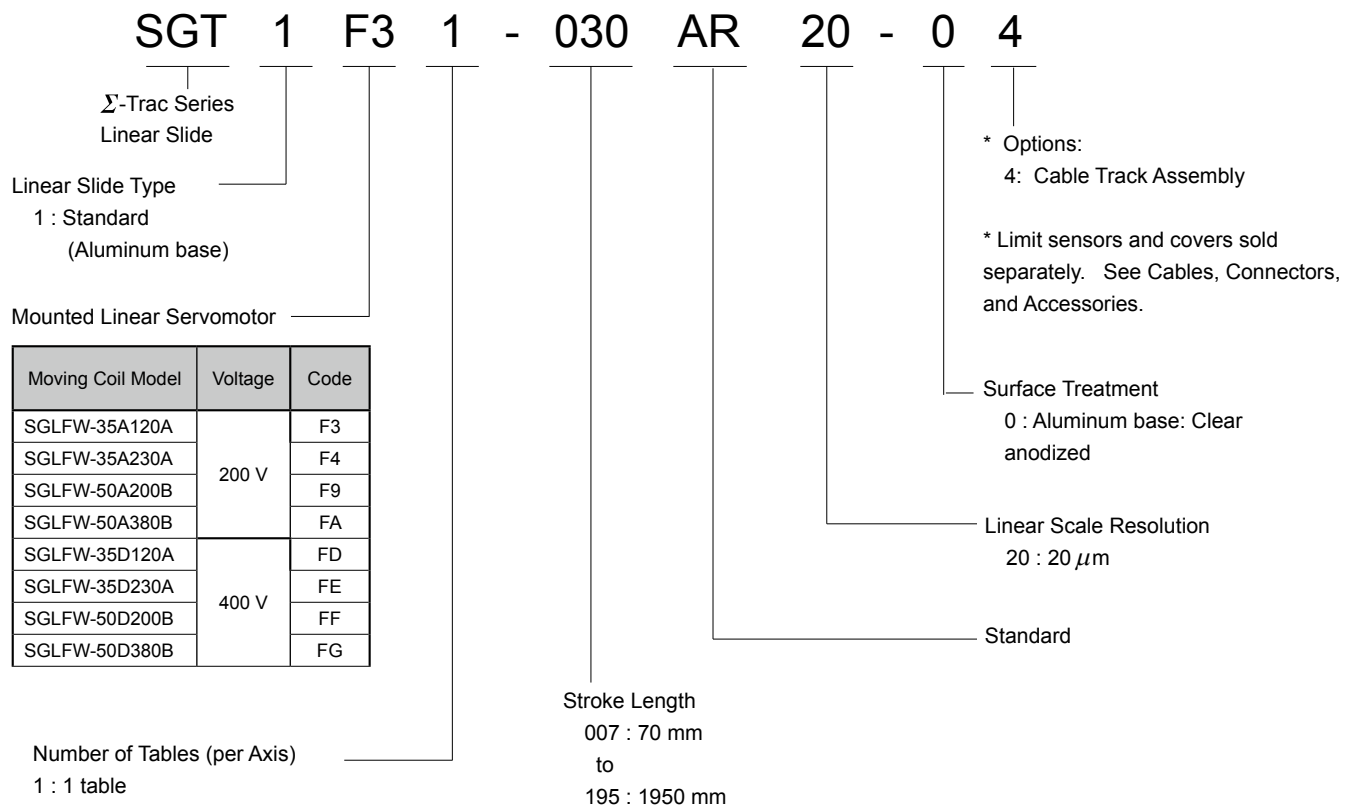 SGT 1 F3 1 - 030 AR 20 - 0 4
Σ-Trac Series
Linear Slide
Linear Slide Type
1 : Standard
(Aluminum base)
Mounted Linear Servomotor
Moving Coil Model Voltage Code
SGLFW-35A120A F3
SGLFW-35A230A F4
200 V
SGLFW-50A200B F9
SGLFW-50A380B FA
SGLFW-35D120A FD
SGLFW-35D230A FE
400 V
SGLFW-50D200B FF
SGLFW-50D380B FG
Number of Tables (per Axis)
1 : 1 table
Stroke Length
007 : 70 mm
to
195 : 1950 mm
* Options:
4: Cable Track Assembly
* Limit sensors and covers sold
separately. See Cables, Connectors,
and Accessories.
Surface Treatment
0 : Aluminum base: Clear
anodized
Linear Scale Resolution
20 : 20 μm
Standard